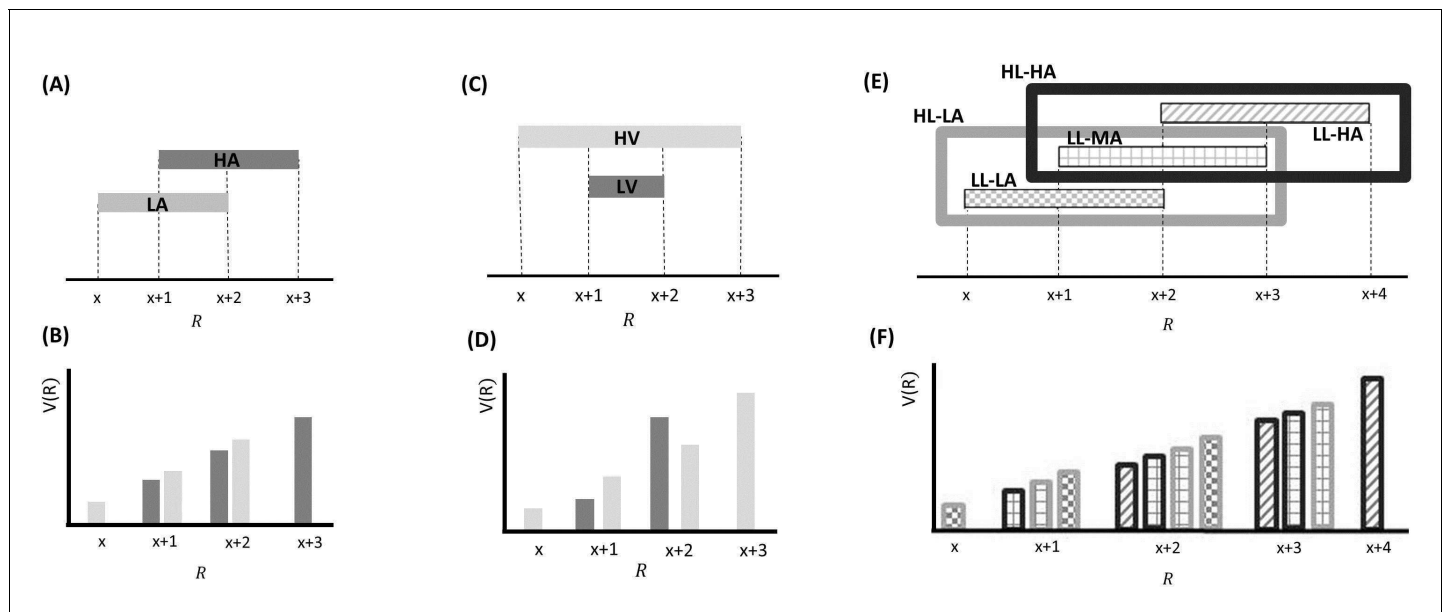 (A)
HA
LA
x x+1 x+2 x+3
R
(B)
V(R)
x x+1 x+2 x+3
R
(C)
HV
LV
x x+1 x+2 x+3
R
(D)
V(R)
x x+1 x+2 x+3
R
(E)
HL-HA
HL-LA
LL-HA
LL-MA
LL-LA
x x+1 x+2 x+3 x+4
R
(F)
V(R)
x x+1 x+2 x+3 x+4
R